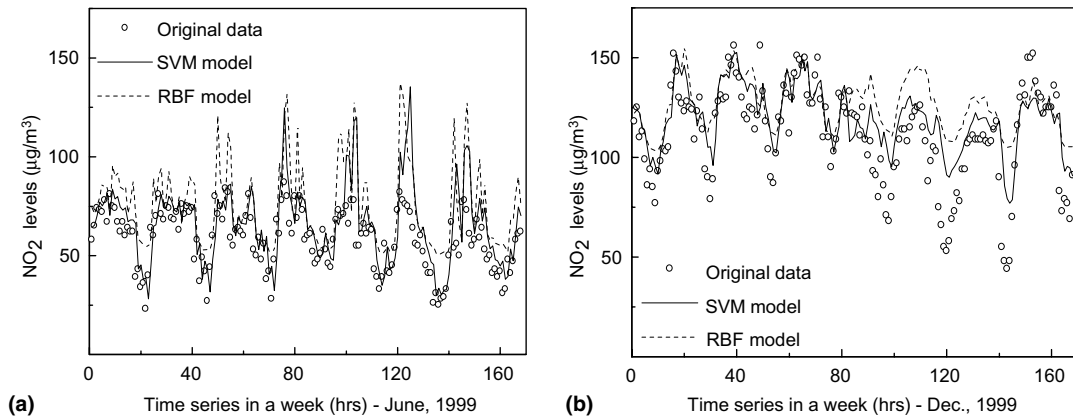 Original data
SVM model
RBF model
150
100
50
NO2 levels (μg/m³)
0 40 80 120 160
Time series in a week (hrs) - June, 1999
(a)
150
100
50
NO2 levels (μg/m³)
Original data
SVM model
RBF model
0 40 80 120 160
Time series in a week (hrs) - Dec., 1999
(b)